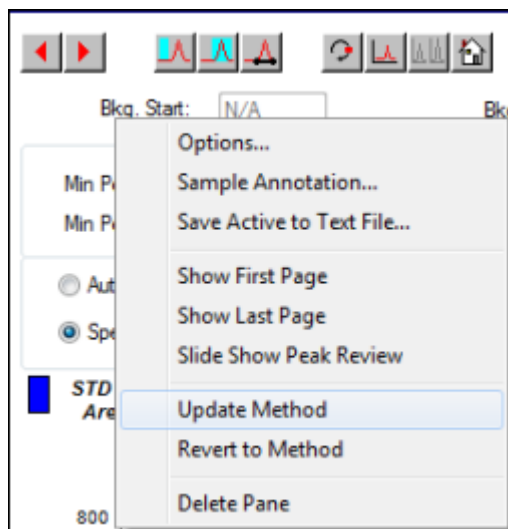 Bkg. Start: N/A Bk
Options...
Min P Sample Annotation...
Min P Save Active to Text File...
Show First Page
Aut
Show Last Page
Spe
Slide Show Peak Review
STD
Update Method
Are
Revert to Method
Delete Pane
800